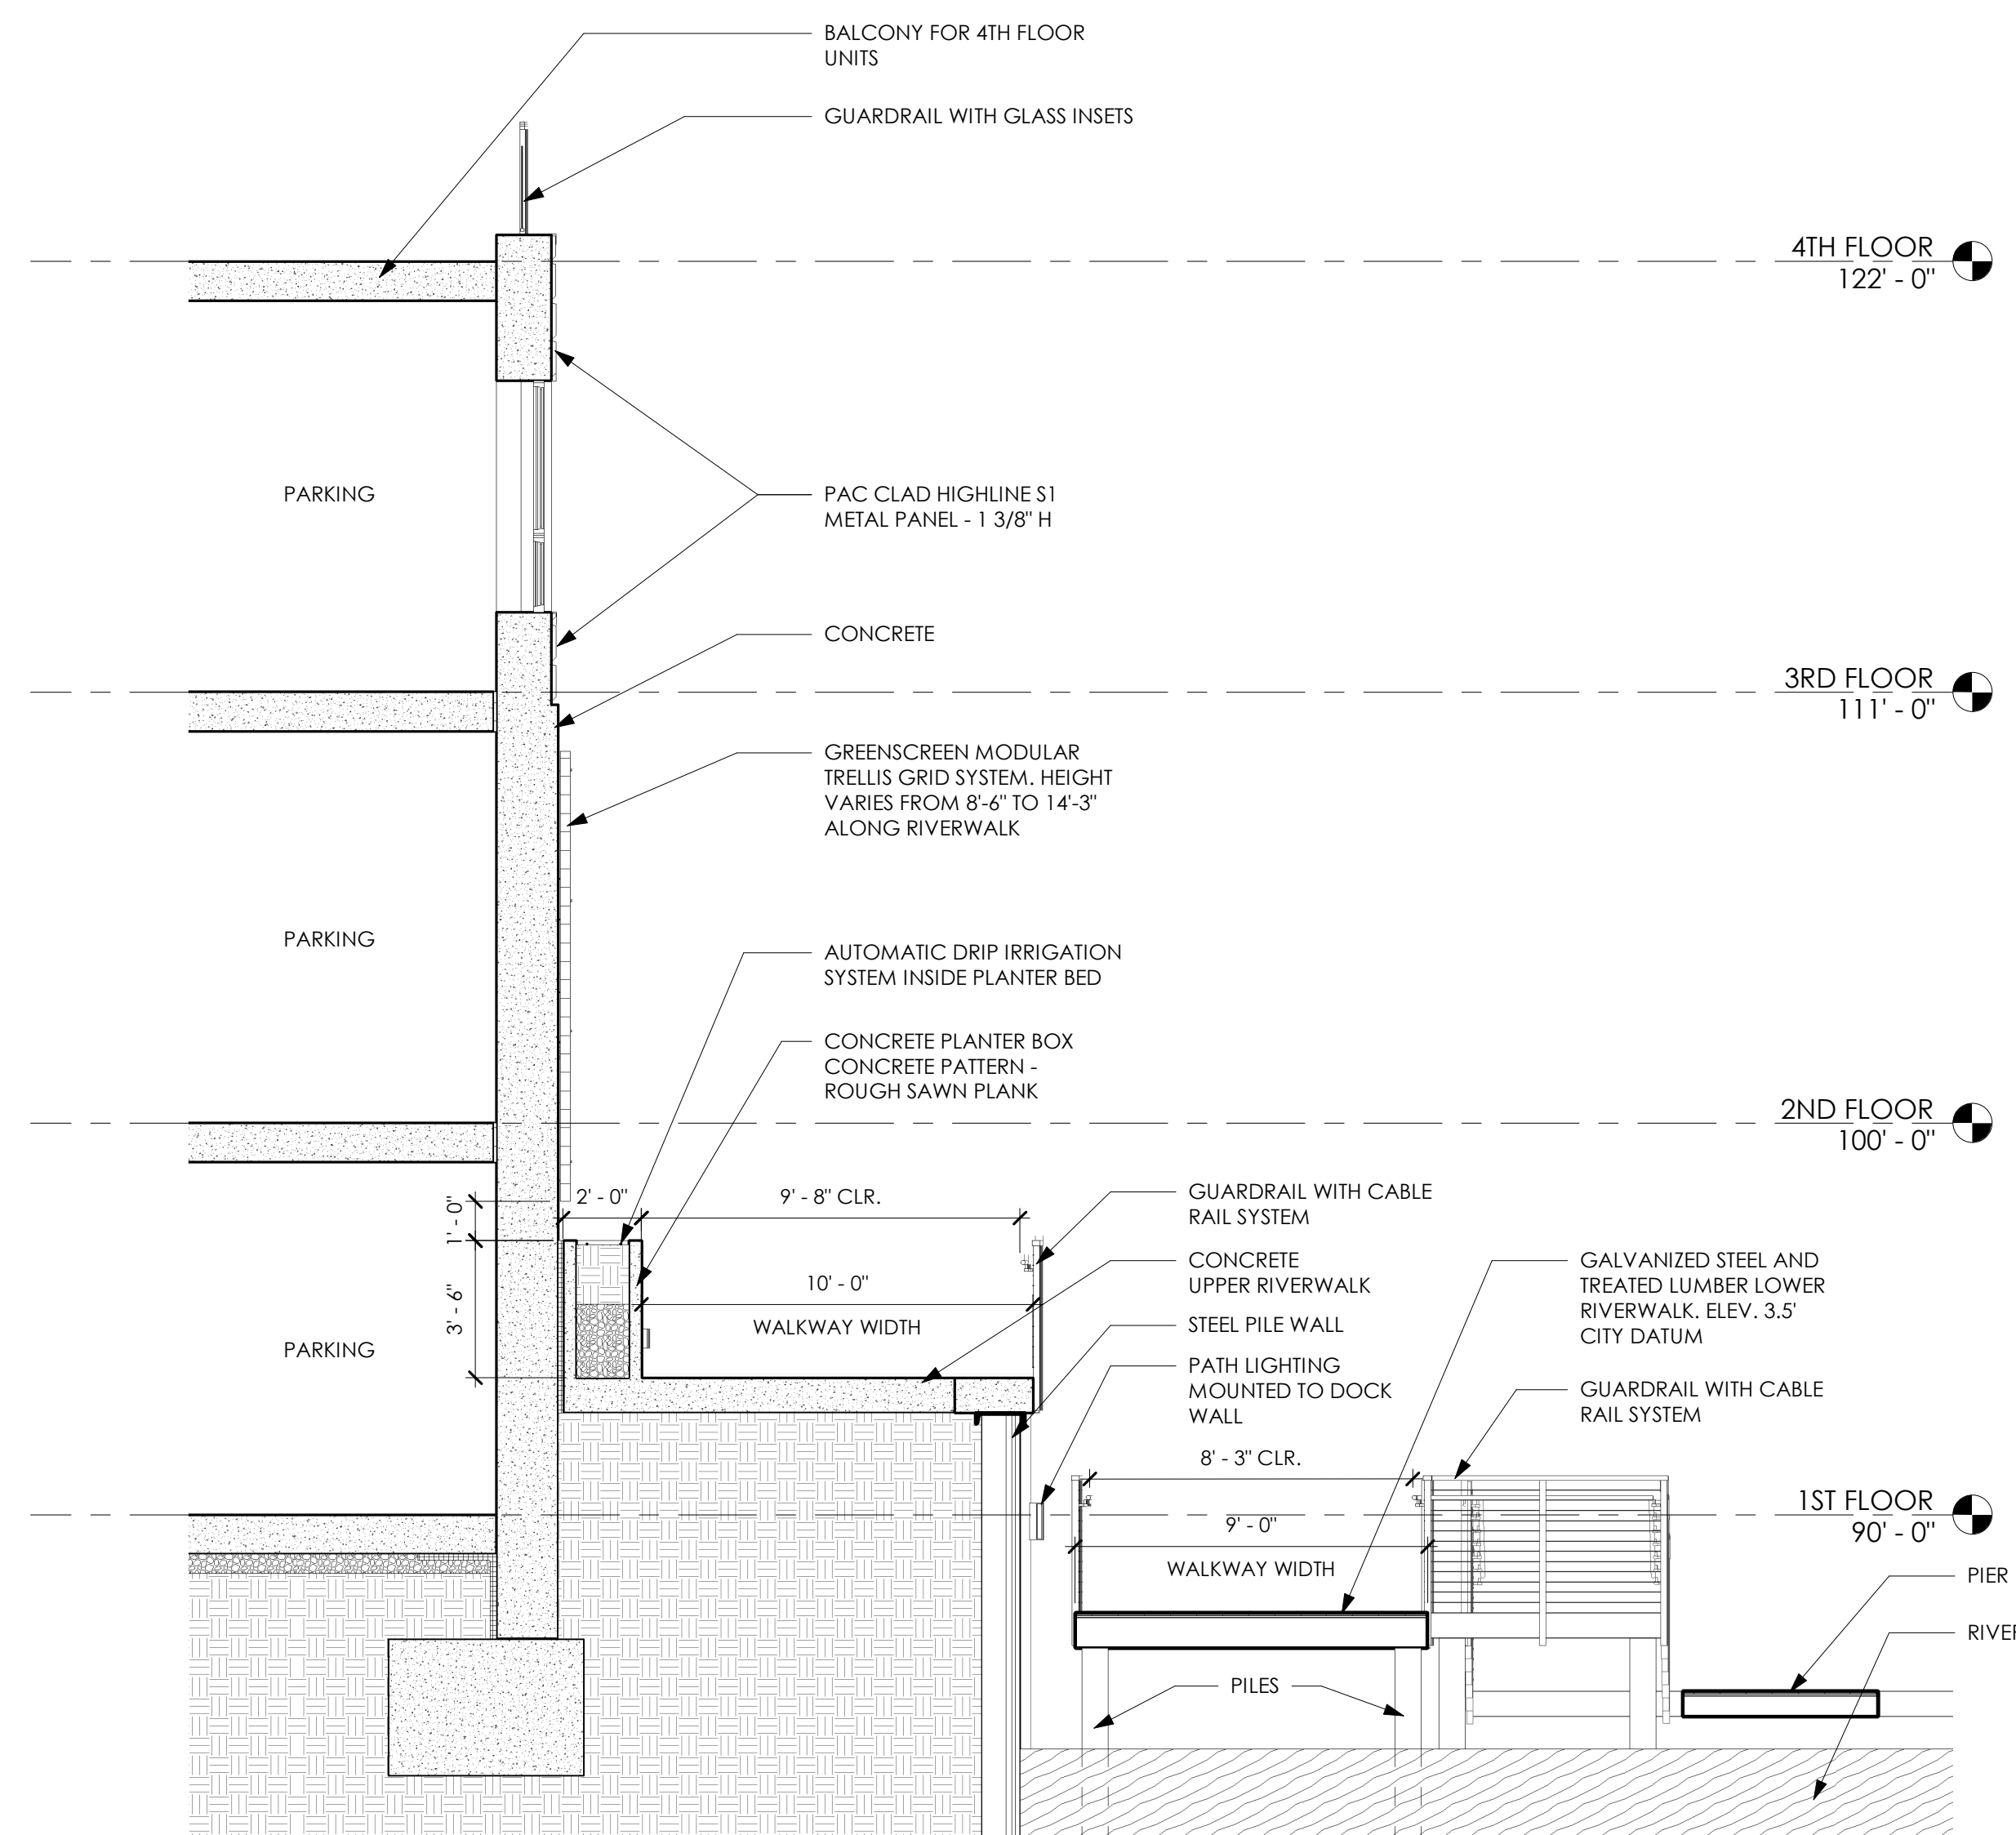 BALCONY FOR 4TH FLOOR
UNITS
GUARDRAIL WITH GLASS INSETS
4TH FLOOR
122' - 0"
PARKING
PAC CLAD HIGHLINE S1
METAL PANEL - 1 3/8" H
CONCRETE
3RD FLOOR
111' - 0"
GREENSCREEN MODULAR
TRELLIS GRID SYSTEM. HEIGHT
VARIES FROM 8'-6" TO 14'-3"
ALONG RIVERWALK
PARKING
AUTOMATIC DRIP IRRIGATION
SYSTEM INSIDE PLANTER BED
CONCRETE PLANTER BOX
CONCRETE PATTERN -
ROUGH SAWN PLANK
2ND FLOOR
100' - 0"
1' - 0"
2' - 0"
9' - 8" CLR.
GUARDRAIL WITH CABLE
RAIL SYSTEM
3' - 6"
10' - 0"
WALKWAY WIDTH
CONCRETE
UPPER RIVERWALK
GALVANIZED STEEL AND
TREATED LUMBER LOWER
RIVERWALK. ELEV. 3.5'
CITY DATUM
PARKING
STEEL PILE WALL
PATH LIGHTING
MOUNTED TO DOCK
WALL
GUARDRAIL WITH CABLE
RAIL SYSTEM
8' - 3" CLR.
1ST FLOOR
90' - 0"
9' - 0"
WALKWAY WIDTH
PIER
RIVER
PILES